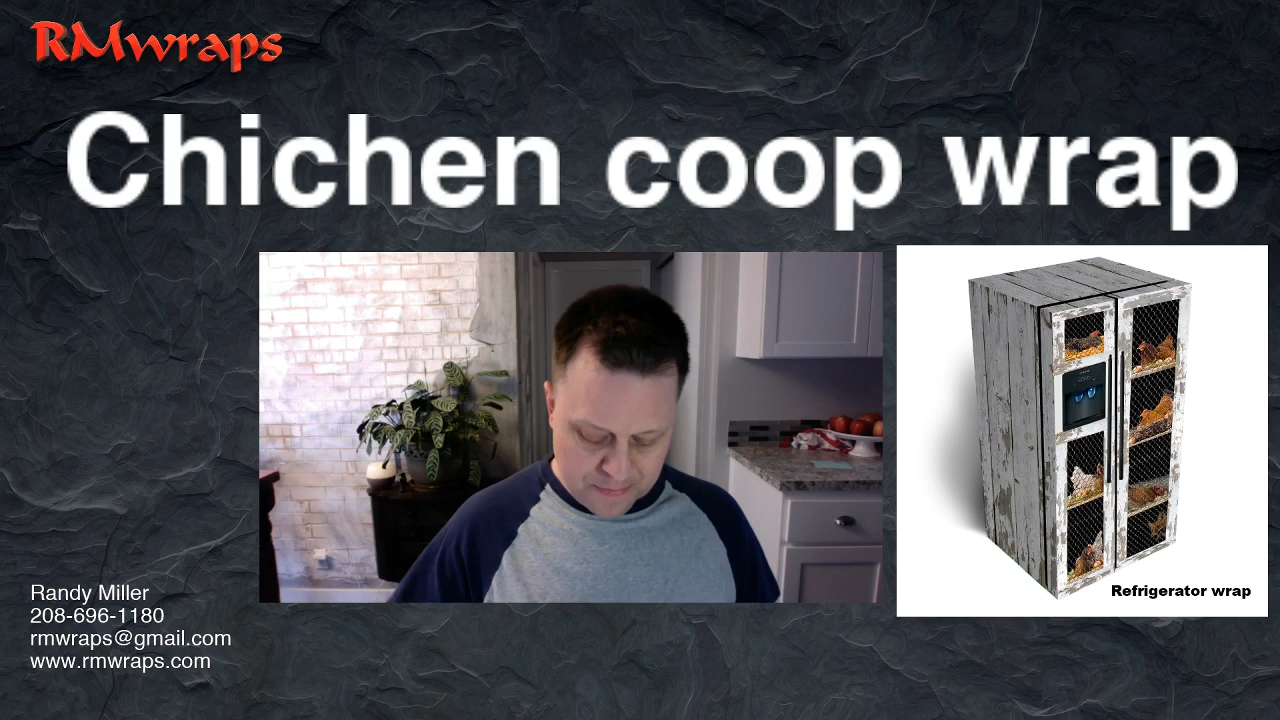 RMwraps
Chichen coop wrap
Refrigerator wrap
Randy Miller
208-696-1180
rmwraps@gmail.com
www.rmwraps.com